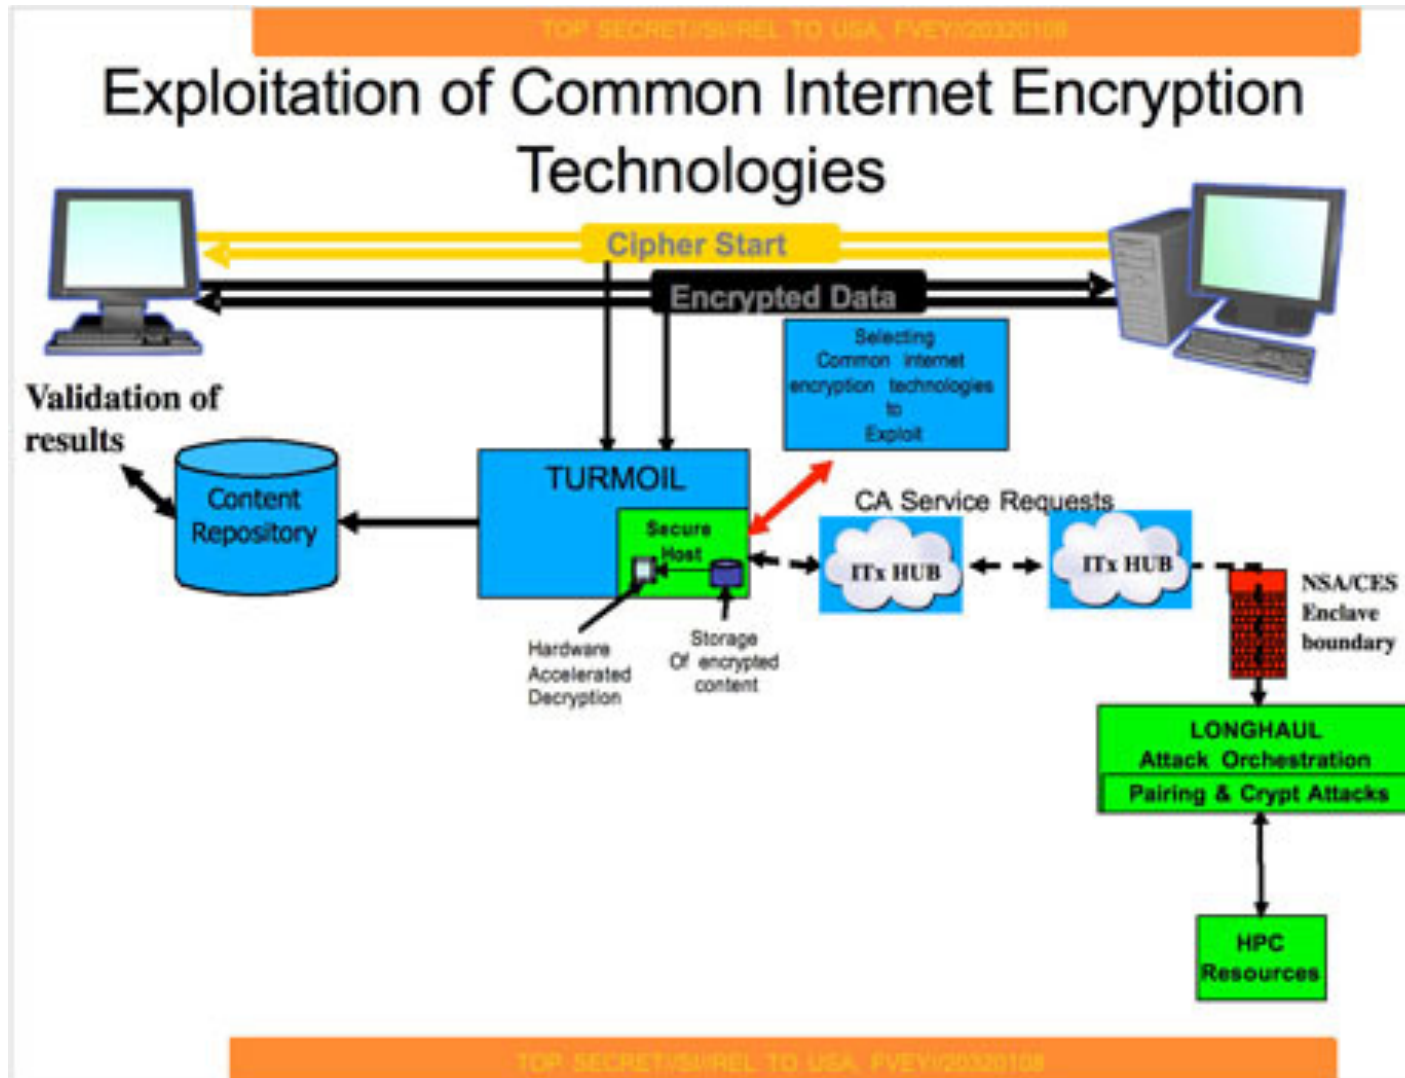 TOP SECRET//SI//REL TO USA, FVEY//20320108
Exploitation of Common Internet Encryption
Technologies
Cipher Start
Encrypted Data
Selecting
Common internet
encryption technologies
to
Exploit
Validation of
results
Content
Repository
TURMOIL
Secure
Host
CA Service Requests
ITx HUB
ITx HUB
NSA/CES
Enclave
boundary
Hardware
Accelerated
Decryption
Storage
Of encrypted
content
LONGHAUL
Attack Orchestration
Pairing & Crypt Attacks
HPC
Resources
TOP SECRET//SI//REL TO USA, FVEY//20320108